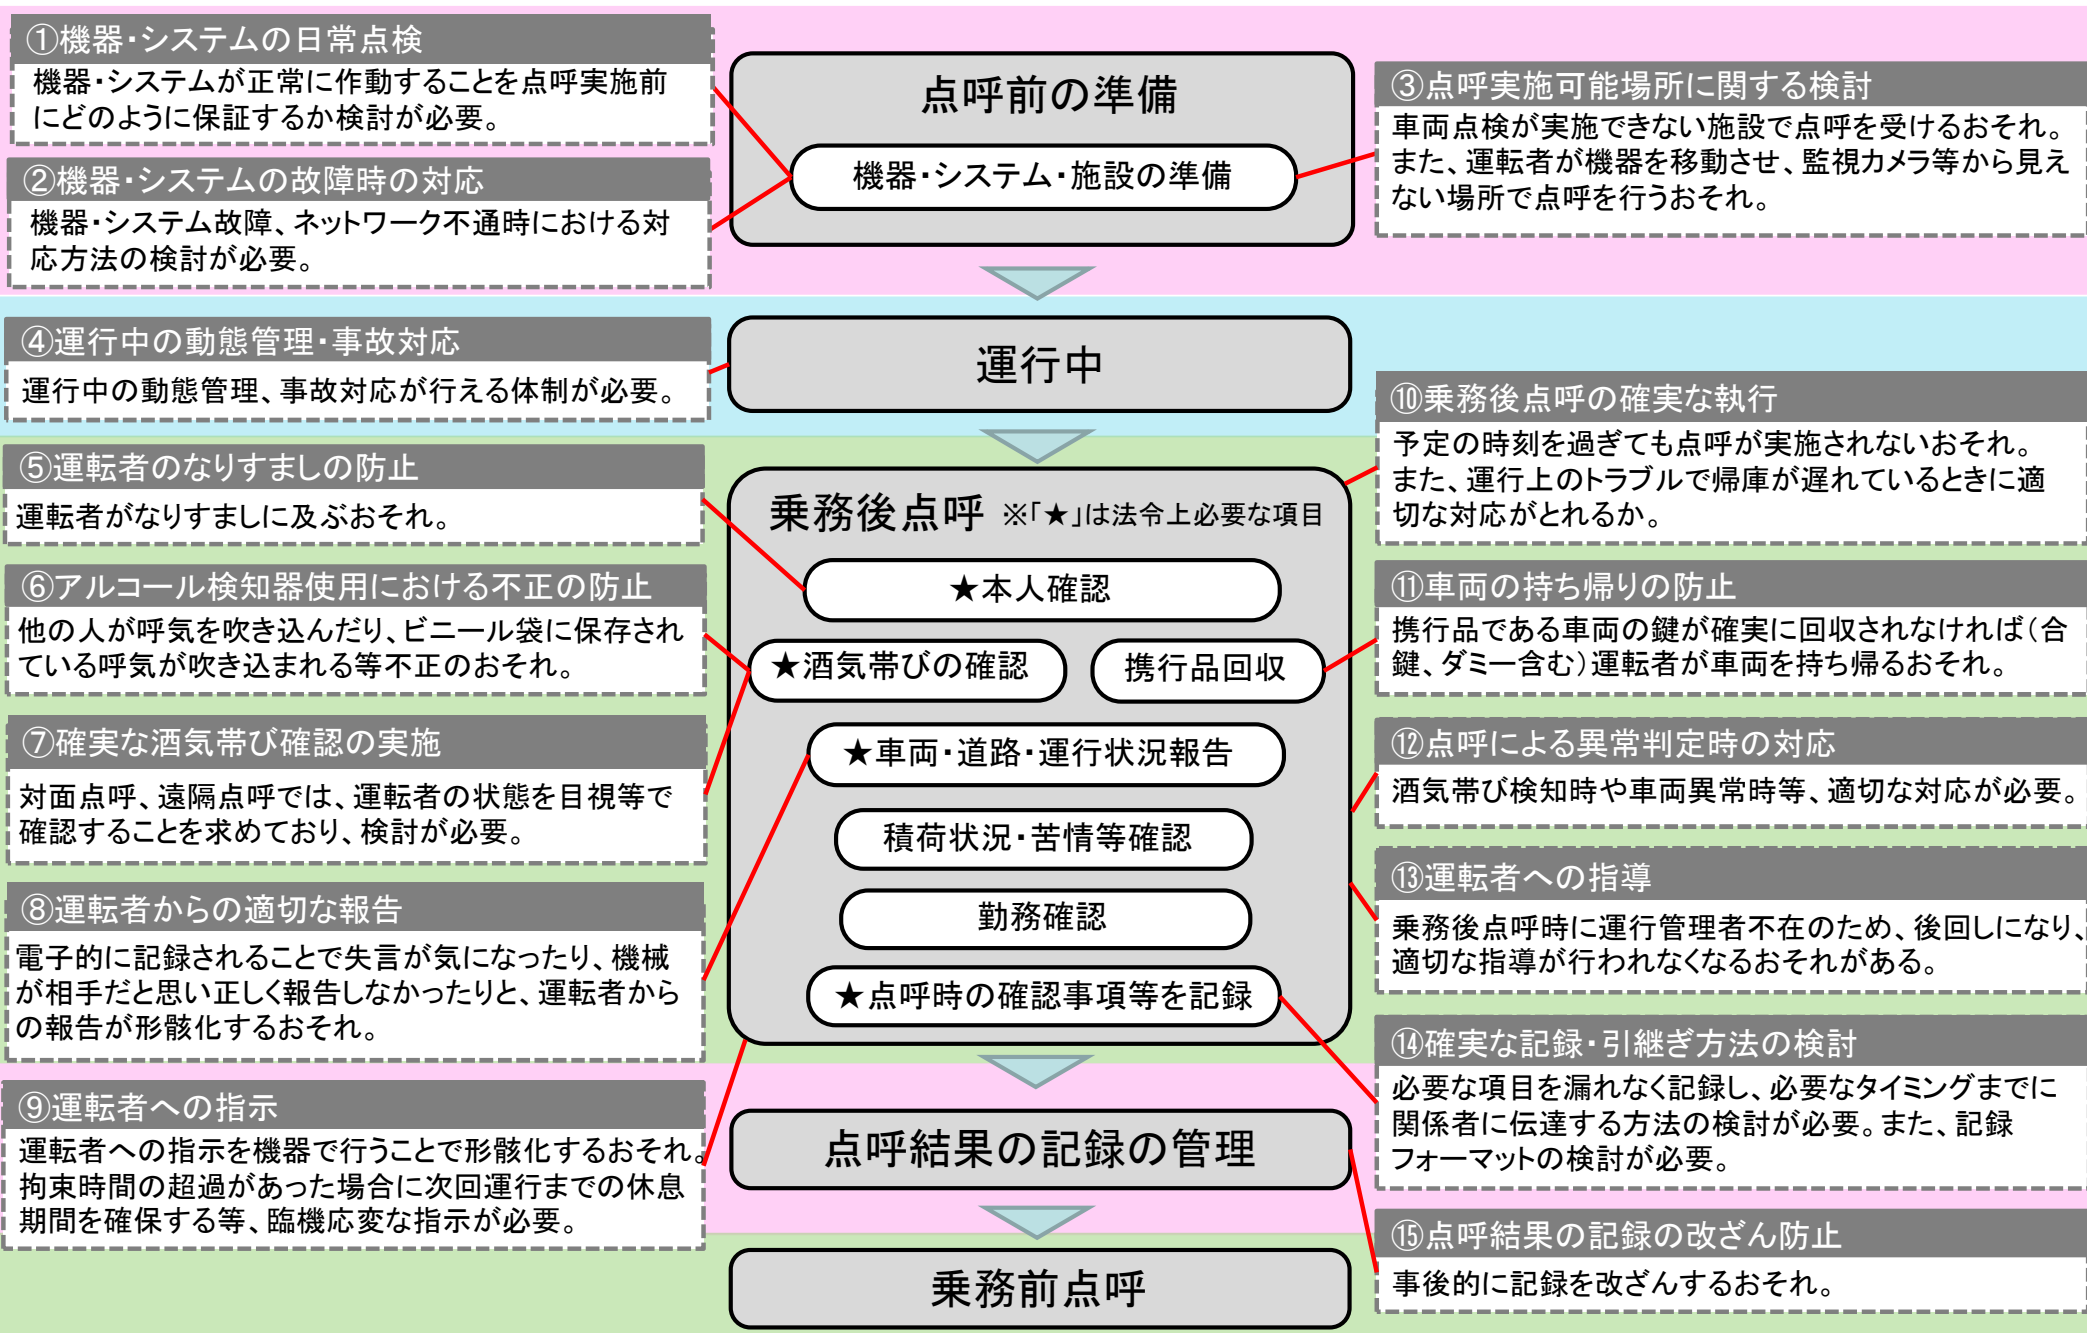 ①機器・システムの日常点検
機器・システムが正常に作動することを点呼実施前
にどのように保証するか検討が必要。
②機器・システムの故障時の対応
機器・システム故障、ネットワーク不通時における対
応方法の検討が必要。
点呼前の準備
機器・システム・施設の準備
③点呼実施可能場所に関する検討
車両点検が実施できない施設で点呼を受けるおそれ。
また、運転者が機器を移動させ、監視カメラ等から見え
ない場所で点呼を行うおそれ。
④運行中の動態管理・事故対応
運行中の動態管理、事故対応が行える体制が必要。
運行中
⑤運転者のなりすましの防止
運転者がなりすましに及ぶおそれ。
⑥アルコール検知器使用における不正の防止
他の人が呼気を吹き込んだり、ビニール袋に保存され
ている呼気が吹き込まれる等不正のおそれ。
⑦確実な酒気帯び確認の実施
対面点呼、遠隔点呼では、運転者の状態を目視等で
確認することを求めており、検討が必要。
⑧運転者からの適切な報告
電子的に記録されることで失言が気になったり、機械
が相手だと思い正しく報告しなかったりと、運転者から
の報告が形骸化するおそれ。
⑨運転者への指示
運転者への指示を機器で行うことで形骸化するおそれ。
拘束時間の超過があった場合に次回運行までの休息
期間を確保する等、臨機応変な指示が必要。
乗務後点呼 ※「★」は法令上必要な項目
★本人確認
★酒気帯びの確認
携行品回収
★車両・道路・運行状況報告
積荷状況・苦情等確認
勤務確認
★点呼時の確認事項等を記録
点呼結果の記録の管理
乗務前点呼
⑩乗務後点呼の確実な執行
予定の時刻を過ぎても点呼が実施されないおそれ。
また、運行上のトラブルで帰庫が遅れているときに適
切な対応がとれるか。
⑪車両の持ち帰りの防止
携行品である車両の鍵が確実に回収されなければ（合
鍵、ダミー含む）運転者が車両を持ち帰るおそれ。
⑫点呼による異常判定時の対応
酒気帯び検知時や車両異常時等、適切な対応が必要。
⑬運転者への指導
乗務後点呼時に運行管理者不在のため、後回しになり、
適切な指導が行われなくなるおそれがある。
⑭確実な記録・引継ぎ方法の検討
必要な項目を漏れなく記録し、必要なタイミングまでに
関係者に伝達する方法の検討が必要。また、記録
フォーマットの検討が必要。
⑮点呼結果の記録の改ざん防止
事後的に記録を改ざんするおそれ。